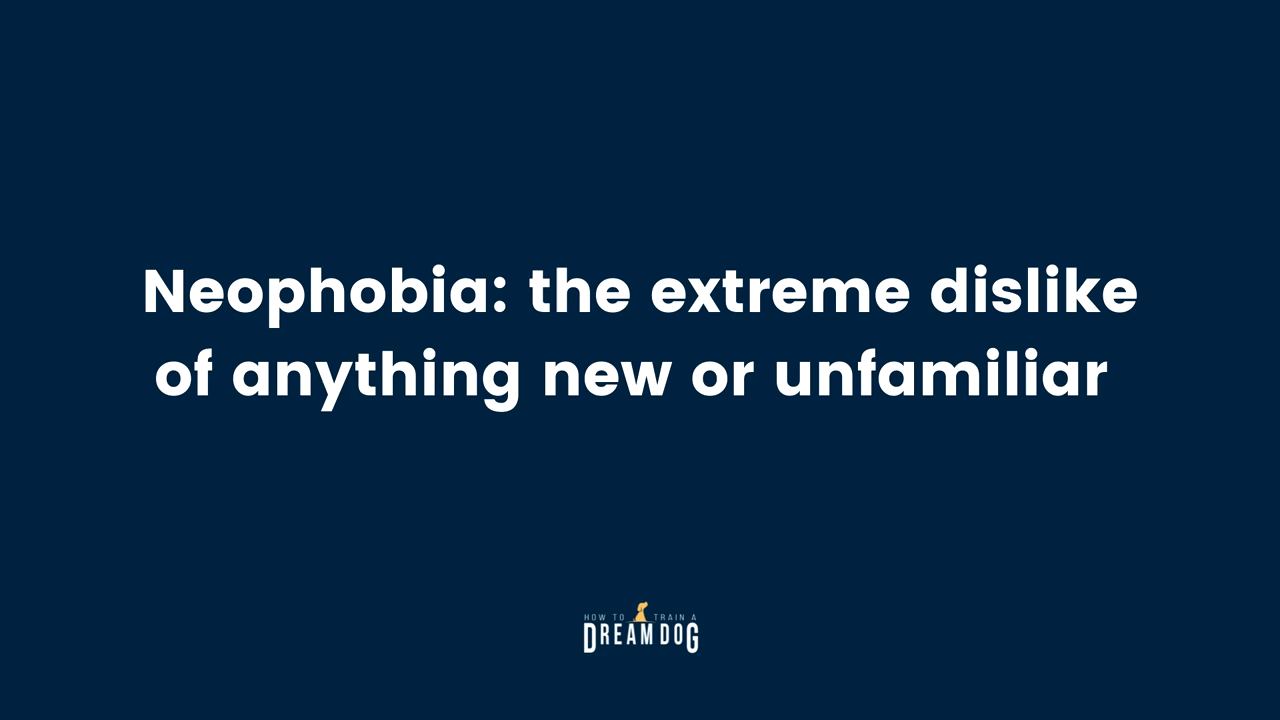 Neophobia: the extreme dislike
of anything new or unfamiliar
HOW TO TRAIN A
DREAM DOG